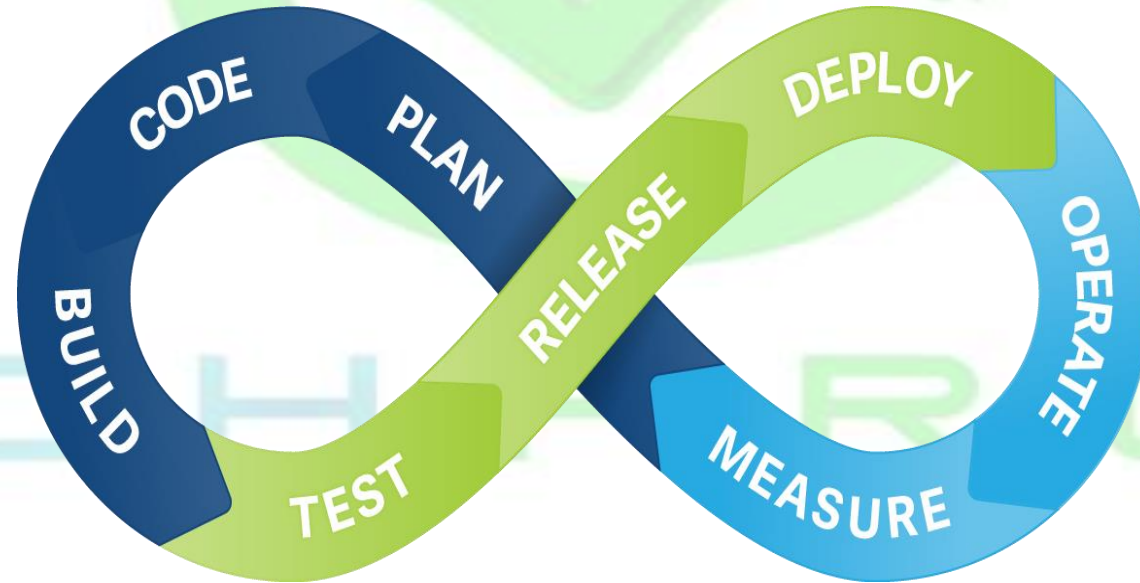 CODE
PLAN
BUILD
TEST
RELEASE
DEPLOY
OPERATE
MEASURE